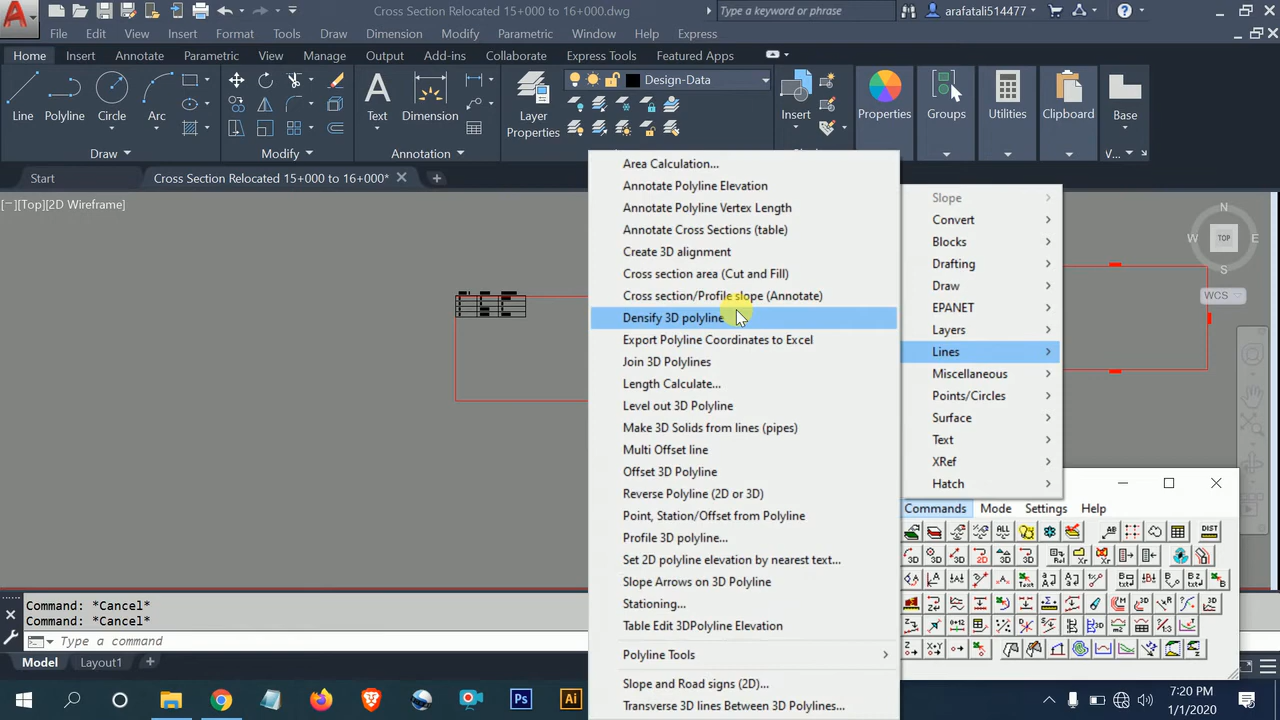 Cross Section Relocated 15+000 to 16+000.dwg
Type a keyword or phrase
arafatali514477
File
Edit
View
Insert
Format
Tools
Draw
Dimension
Modify
Parametric
Window
Help
Express
Home
Insert
Annotate
Parametric
View
Manage
Output
Add-ins
Collaborate
Express Tools
Featured Apps
Line
Polyline
Circle
Arc
Text
Dimension
Layer
Properties
Design-Data
Insert
Properties
Groups
Utilities
Clipboard
Base
Draw
Modify
Annotation
V...
Start
Cross Section Relocated 15+000 to 16+000*
[−][Top][2D Wireframe]
N
W
TOP
E
S
WCS
Area Calculation...
Annotate Polyline Elevation
Annotate Polyline Vertex Length
Annotate Cross Sections (table)
Create 3D alignment
Cross section area (Cut and Fill)
Cross section/Profile slope (Annotate)
Densify 3D polyline
Export Polyline Coordinates to Excel
Join 3D Polylines
Length Calculate...
Level out 3D Polyline
Make 3D Solids from lines (pipes)
Multi Offset line
Offset 3D Polyline
Reverse Polyline (2D or 3D)
Point, Station/Offset from Polyline
Profile 3D polyline...
Set 2D polyline elevation by nearest text...
Slope Arrows on 3D Polyline
Stationing...
Table Edit 3DPolyline Elevation
Polyline Tools
Slope and Road signs (2D)...
Transverse 3D lines Between 3D Polylines...
Slope
Convert
Blocks
Drafting
Draw
EPANET
Layers
Lines
Miscellaneous
Points/Circles
Surface
Text
XRef
Hatch
Commands
Mode
Settings
Help
Command: *Cancel*
Command: *Cancel*
Type a command
Model
Layout1
7:20 PM
1/1/2020